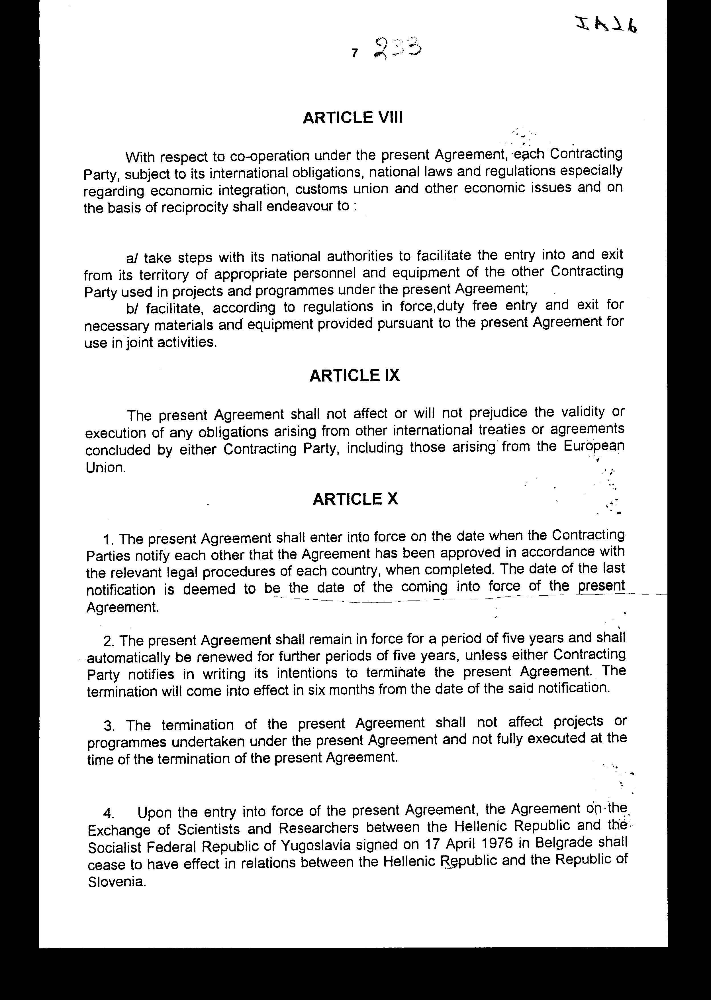 7 233
ARTICLE VIII
With respect to co-operation under the present Agreement, each Contracting
Party, subject to its international obligations, national laws and regulations especially
regarding economic integration, customs union and other economic issues and on
the basis of reciprocity shall endeavour to :
a/ take steps with its national authorities to facilitate the entry into and exit
from its territory of appropriate personnel and equipment of the other Contracting
Party used in projects and programmes under the present Agreement;
b/ facilitate, according to regulations in force,duty free entry and exit for
necessary materials and equipment provided pursuant to the present Agreement for
use in joint activities.
ARTICLE IX
The present Agreement shall not affect or will not prejudice the validity or
execution of any obligations arising from other international treaties or agreements
concluded by either Contracting Party, including those arising from the European
Union.
ARTICLE X
1. The present Agreement shall enter into force on the date when the Contracting
Parties notify each other that the Agreement has been approved in accordance with
the relevant legal procedures of each country, when completed. The date of the last
notification is deemed to be the date of the coming into force of the present
Agreement.
2. The present Agreement shall remain in force for a period of five years and shall
automatically be renewed for further periods of five years, unless either Contracting
Party notifies in writing its intentions to terminate the present Agreement. The
termination will come into effect in six months from the date of the said notification.
3. The termination of the present Agreement shall not affect projects or
programmes undertaken under the present Agreement and not fully executed at the
time of the termination of the present Agreement.
4. Upon the entry into force of the present Agreement, the Agreement on the
Exchange of Scientists and Researchers between the Hellenic Republic and the
Socialist Federal Republic of Yugoslavia signed on 17 April 1976 in Belgrade shall
cease to have effect in relations between the Hellenic Republic and the Republic of
Slovenia.